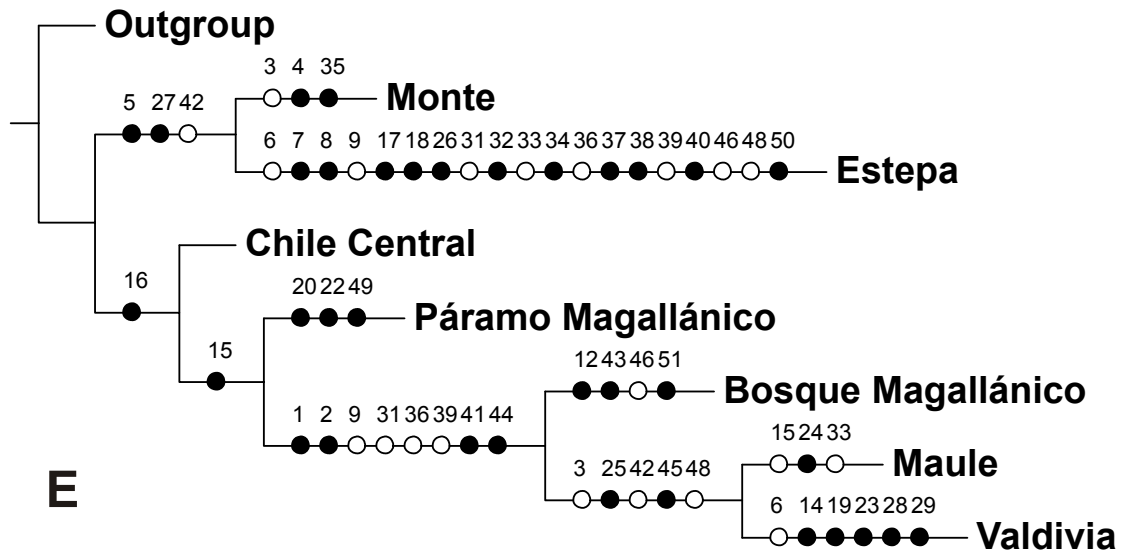 Outgroup
3 4 35
Monte
5 27 42
6 7 8 9 17 18 26 31 32 33 34 36 37 38 39 40 46 48 50
Estepa
Chile Central
16
20 22 49
Páramo Magallánico
15
12 43 46 51
Bosque Magallánico
1 2 9 31 36 39 41 44
15 24 33
Maule
3 25 42 45 48
E
6 14 19 23 28 29
Valdivia